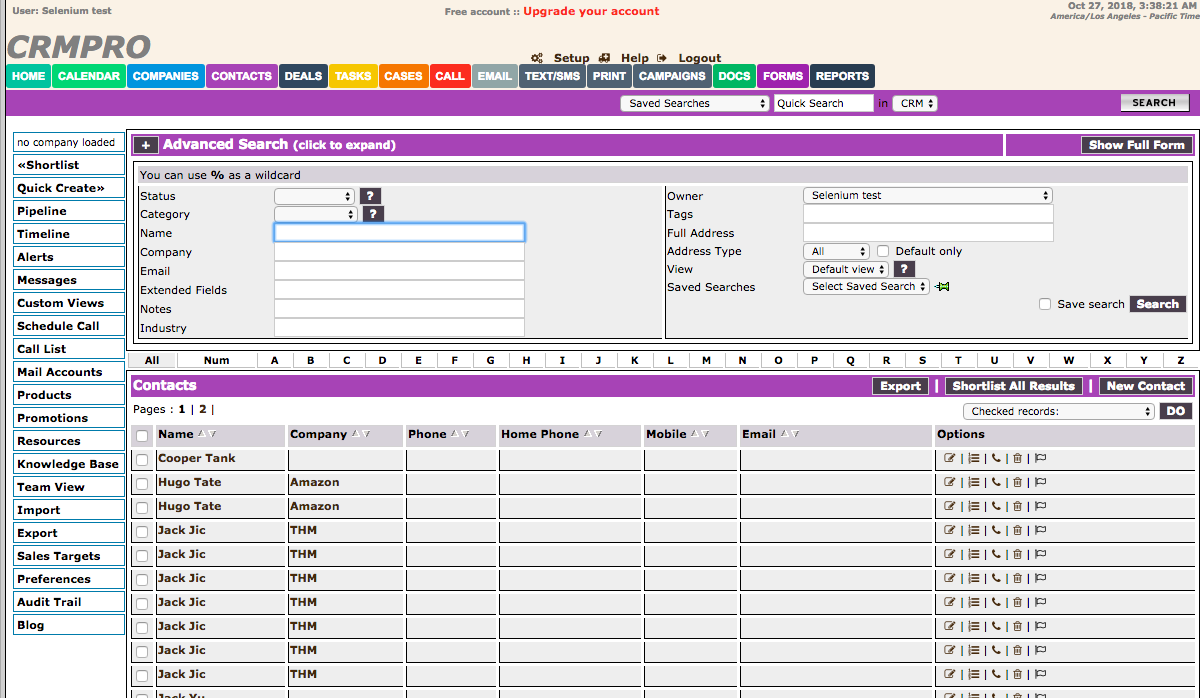 User: Selenium test
Free account :: Upgrade your account
Oct 27, 2018, 3:38:21 AM
America/Los Angeles - Pacific Time
CRMPRO
Setup Help Logout
HOME CALENDAR COMPANIES CONTACTS DEALS TASKS CASES CALL EMAIL TEXT/SMS PRINT CAMPAIGNS DOCS FORMS REPORTS
Saved Searches Quick Search in CRM SEARCH
no company loaded
«Shortlist
Quick Create»
Pipeline
Timeline
Alerts
Messages
Custom Views
Schedule Call
Call List
Mail Accounts
Products
Promotions
Resources
Knowledge Base
Team View
Import
Export
Sales Targets
Preferences
Audit Trail
Blog
+ Advanced Search (click to expand) Show Full Form
You can use % as a wildcard
Status ?
Category ?
Name
Company
Email
Extended Fields
Notes
Industry
Owner Selenium test
Tags
Full Address
Address Type All Default only
View Default view ?
Saved Searches Select Saved Search
Save search Search
All Num A B C D E F G H I J K L M N O P Q R S T U V W X Y Z
Contacts Export | Shortlist All Results | New Contact
Pages : 1 | 2 |
Checked records: DO
Name Company Phone Home Phone Mobile Email Options
Cooper Tank | | | |
Hugo Tate Amazon | | | |
Hugo Tate Amazon | | | |
Jack Jic THM | | | |
Jack Jic THM | | | |
Jack Jic THM | | | |
Jack Jic THM | | | |
Jack Jic THM | | | |
Jack Jic THM | | | |
Jack Jic THM | | | |